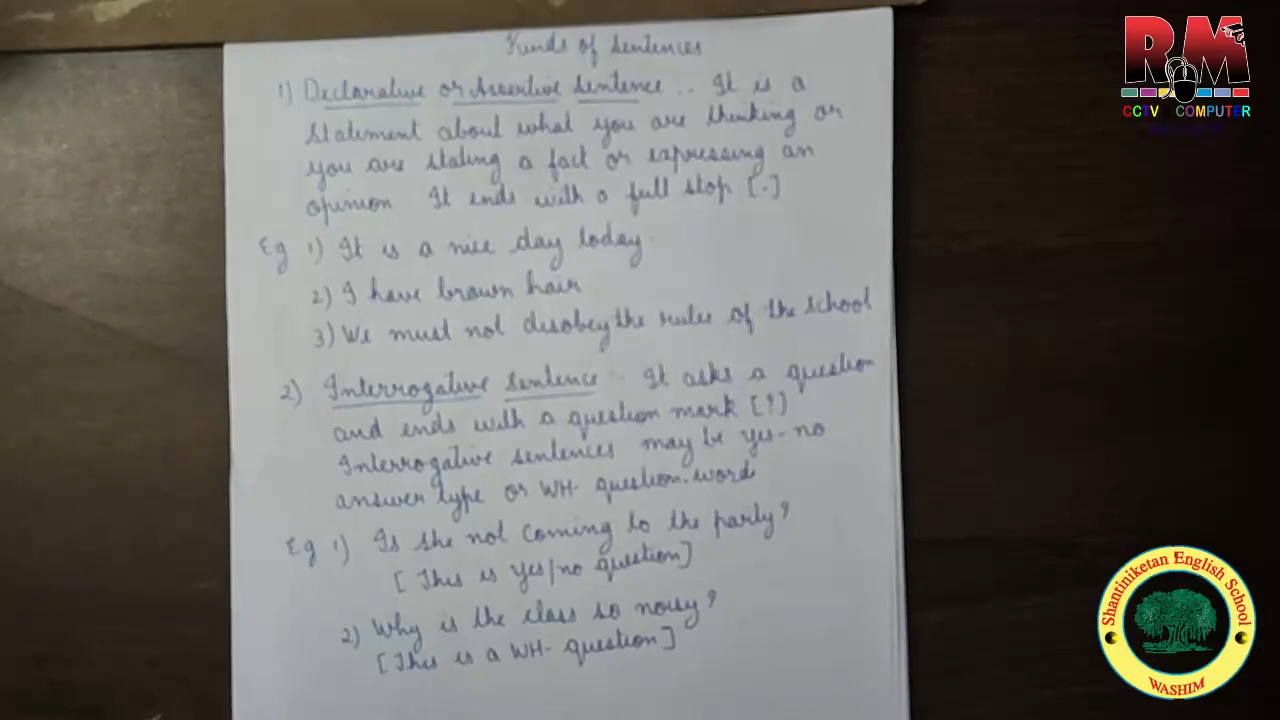 Kinds of Sentences
1) Declarative or Assertive Sentence .. It is a
Statement about what you are thinking or
you are stating a fact or expressing an
opinion It ends with a full stop [.]
Eg 1) It is a nice day today.
2) I have brown hair
3) We must not disobey the rules of the school
2) Interrogative Sentence - It asks a question
and ends with a question mark [?]
Interrogative sentences may be yes-no
answer type or WH- question-word
Eg 1) Is she not coming to the party?
[This is yes/no question]
2) Why is the class so noisy?
[This is a WH- question]
RM
CCTV COMPUTER
Shantiniketan English School
WASHIM